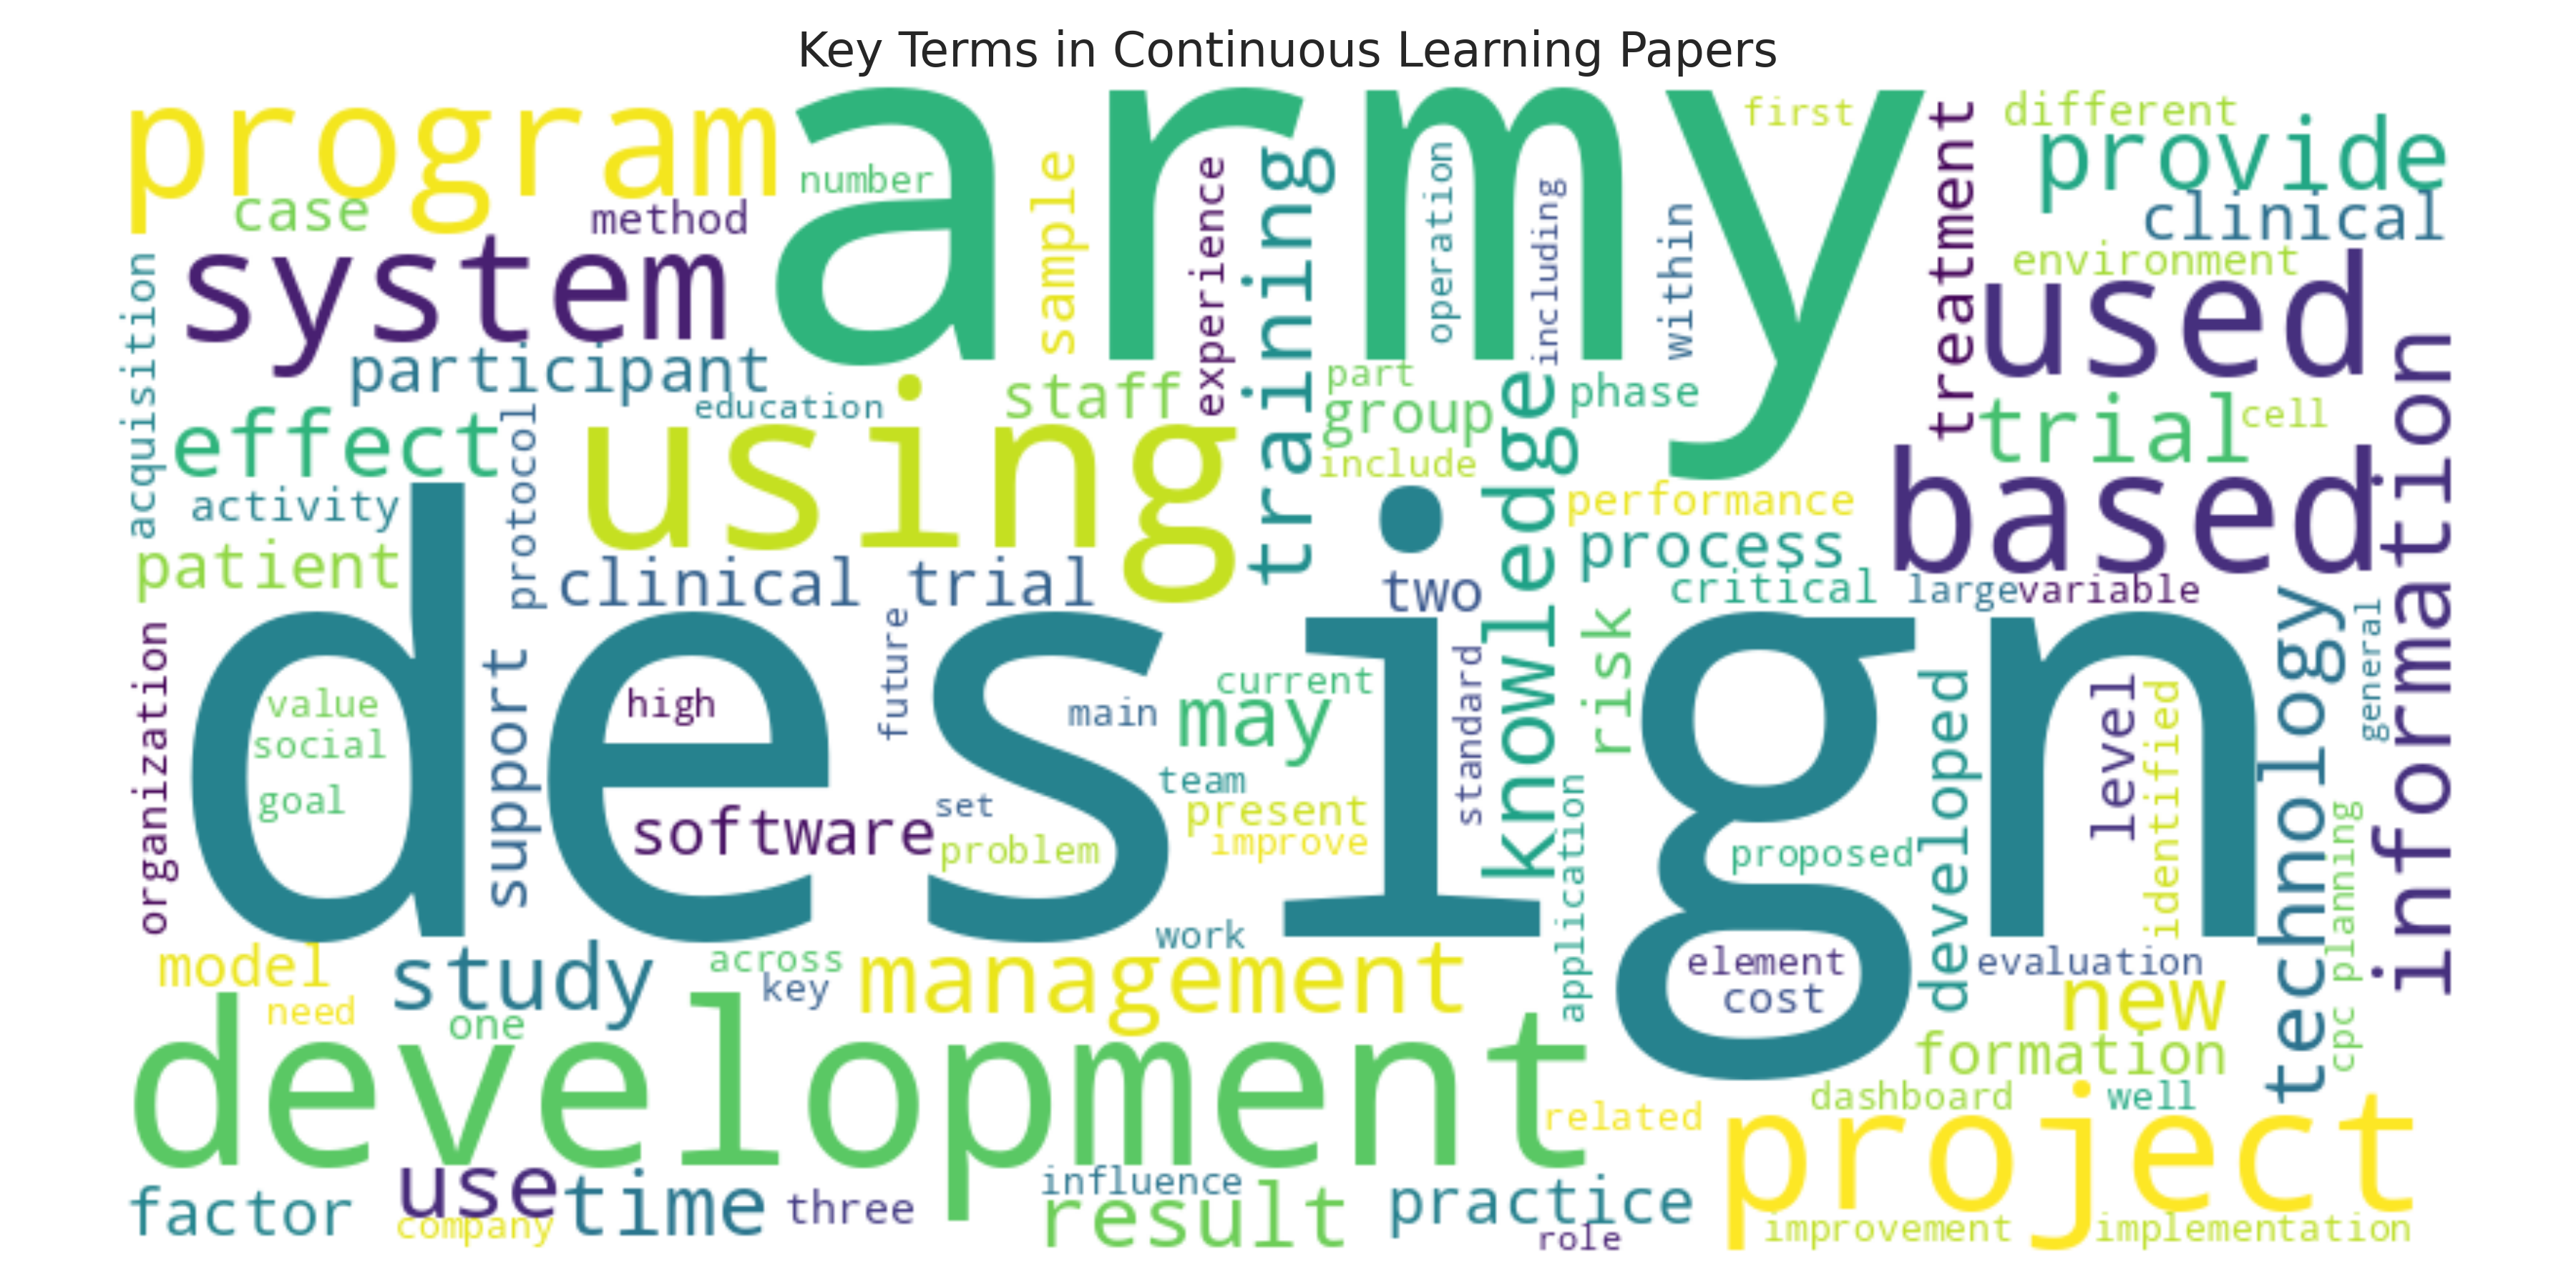 Key Terms in Continuous Learning Papers
program
army
first
different
provide
number
case
method
sample
experience
training
operation
including
within
treatment
clinical
system
environment
used
acquisition
participant
education
staff
part
group
include
phase
knowledge
trial
cell
effect
protocol
using
activity
performance
based
information
patient
clinical trial
two
process
critical
large
variable
design
organization
support
future
value
social
goal
high
current
main
may
standard
risk
developed
level
identified
technology
general
team
software
set
present
problem
improve
application
proposed
planning
cpc
model
study
across
key
work
management
element
cost
evaluation
need
one
new
formation
development
related
dashboard
well
project
factor
use
company
time
three
influence
result
practice
role
improvement
implementation